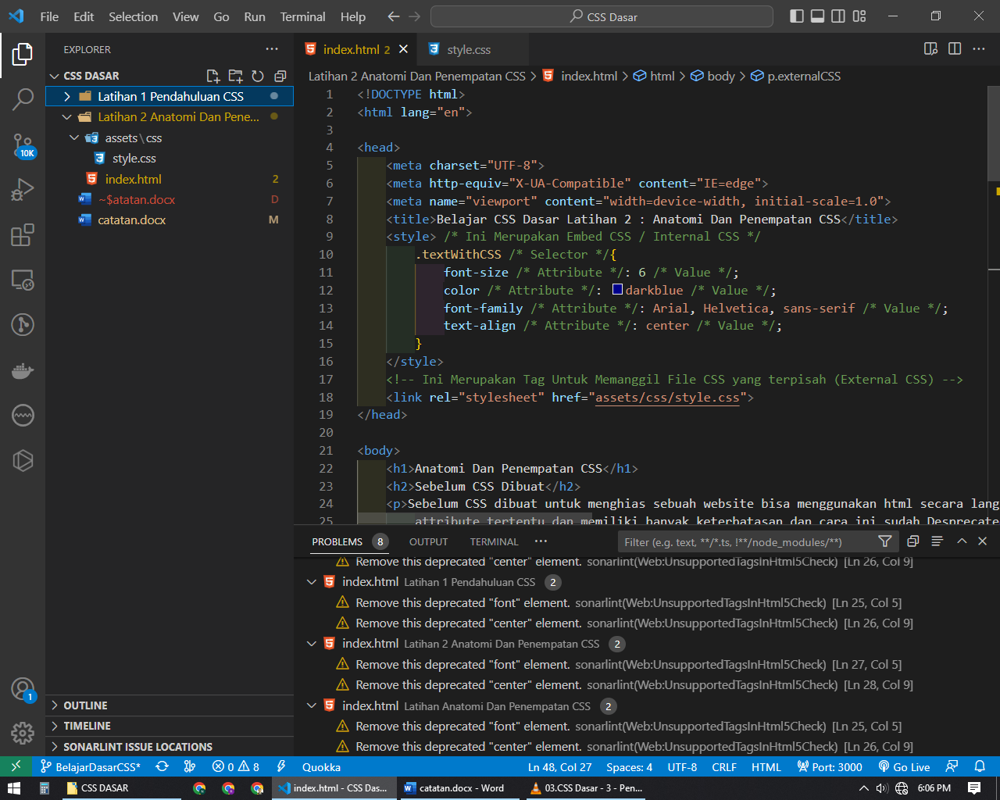 File Edit Selection View Go Run Terminal Help
CSS Dasar
EXPLORER
CSS DASAR
Latihan 1 Pendahuluan CSS
Latihan 2 Anatomi Dan Pene...
assets\css
style.css
index.html 2
~$atatan.docx D
catatan.docx M
OUTLINE
TIMELINE
SONARLINT ISSUE LOCATIONS
10K
1
index.html 2
style.css
Latihan 2 Anatomi Dan Penempatan CSS > index.html > html > body > p.externalCSS
1 <!DOCTYPE html>
2 <html lang="en">
3
4 <head>
5 <meta charset="UTF-8">
6 <meta http-equiv="X-UA-Compatible" content="IE=edge">
7 <meta name="viewport" content="width=device-width, initial-scale=1.0">
8 <title>Belajar CSS Dasar Latihan 2 : Anatomi Dan Penempatan CSS</title>
9 <style> /* Ini Merupakan Embed CSS / Internal CSS */
10 .textWithCSS /* Selector */{
11 font-size /* Attribute */: 6 /* Value */;
12 color /* Attribute */: darkblue /* Value */;
13 font-family /* Attribute */: Arial, Helvetica, sans-serif /* Value */;
14 text-align /* Attribute */: center /* Value */;
15 }
16 </style>
17 <!-- Ini Merupakan Tag Untuk Memanggil File CSS yang terpisah (External CSS) -->
18 <link rel="stylesheet" href="assets/css/style.css">
19 </head>
20
21 <body>
22 <h1>Anatomi Dan Penempatan CSS</h1>
23 <h2>Sebelum CSS Dibuat</h2>
24 <p>Sebelum CSS dibuat untuk menghias sebuah website bisa menggunakan html secara lang
25 attribute tertentu dan memiliki banyak keterbatasan dan cara ini sudah Desprecate
PROBLEMS 8 OUTPUT TERMINAL
Filter (e.g. text, **/*.ts, !**/node_modules/**)
Remove this deprecated "center" element. sonarlint(Web:UnsupportedTagsInHtml5Check) [Ln 26, Col 9]
index.html Latihan 1 Pendahuluan CSS 2
Remove this deprecated "font" element. sonarlint(Web:UnsupportedTagsInHtml5Check) [Ln 25, Col 5]
Remove this deprecated "center" element. sonarlint(Web:UnsupportedTagsInHtml5Check) [Ln 26, Col 9]
index.html Latihan 2 Anatomi Dan Penempatan CSS 2
Remove this deprecated "font" element. sonarlint(Web:UnsupportedTagsInHtml5Check) [Ln 27, Col 5]
Remove this deprecated "center" element. sonarlint(Web:UnsupportedTagsInHtml5Check) [Ln 28, Col 9]
index.html Latihan Anatomi Dan Penempatan CSS 2
Remove this deprecated "font" element. sonarlint(Web:UnsupportedTagsInHtml5Check) [Ln 25, Col 5]
Remove this deprecated "center" element. sonarlint(Web:UnsupportedTagsInHtml5Check) [Ln 26, Col 9]
BelajarDasarCSS* 0 8 Quokka Ln 48, Col 27 Spaces: 4 UTF-8 CRLF HTML Port: 3000 Go Live
CSS DASAR index.html - CSS Das... catatan.docx - Word 03.CSS Dasar - 3 - Pen... 6:06 PM